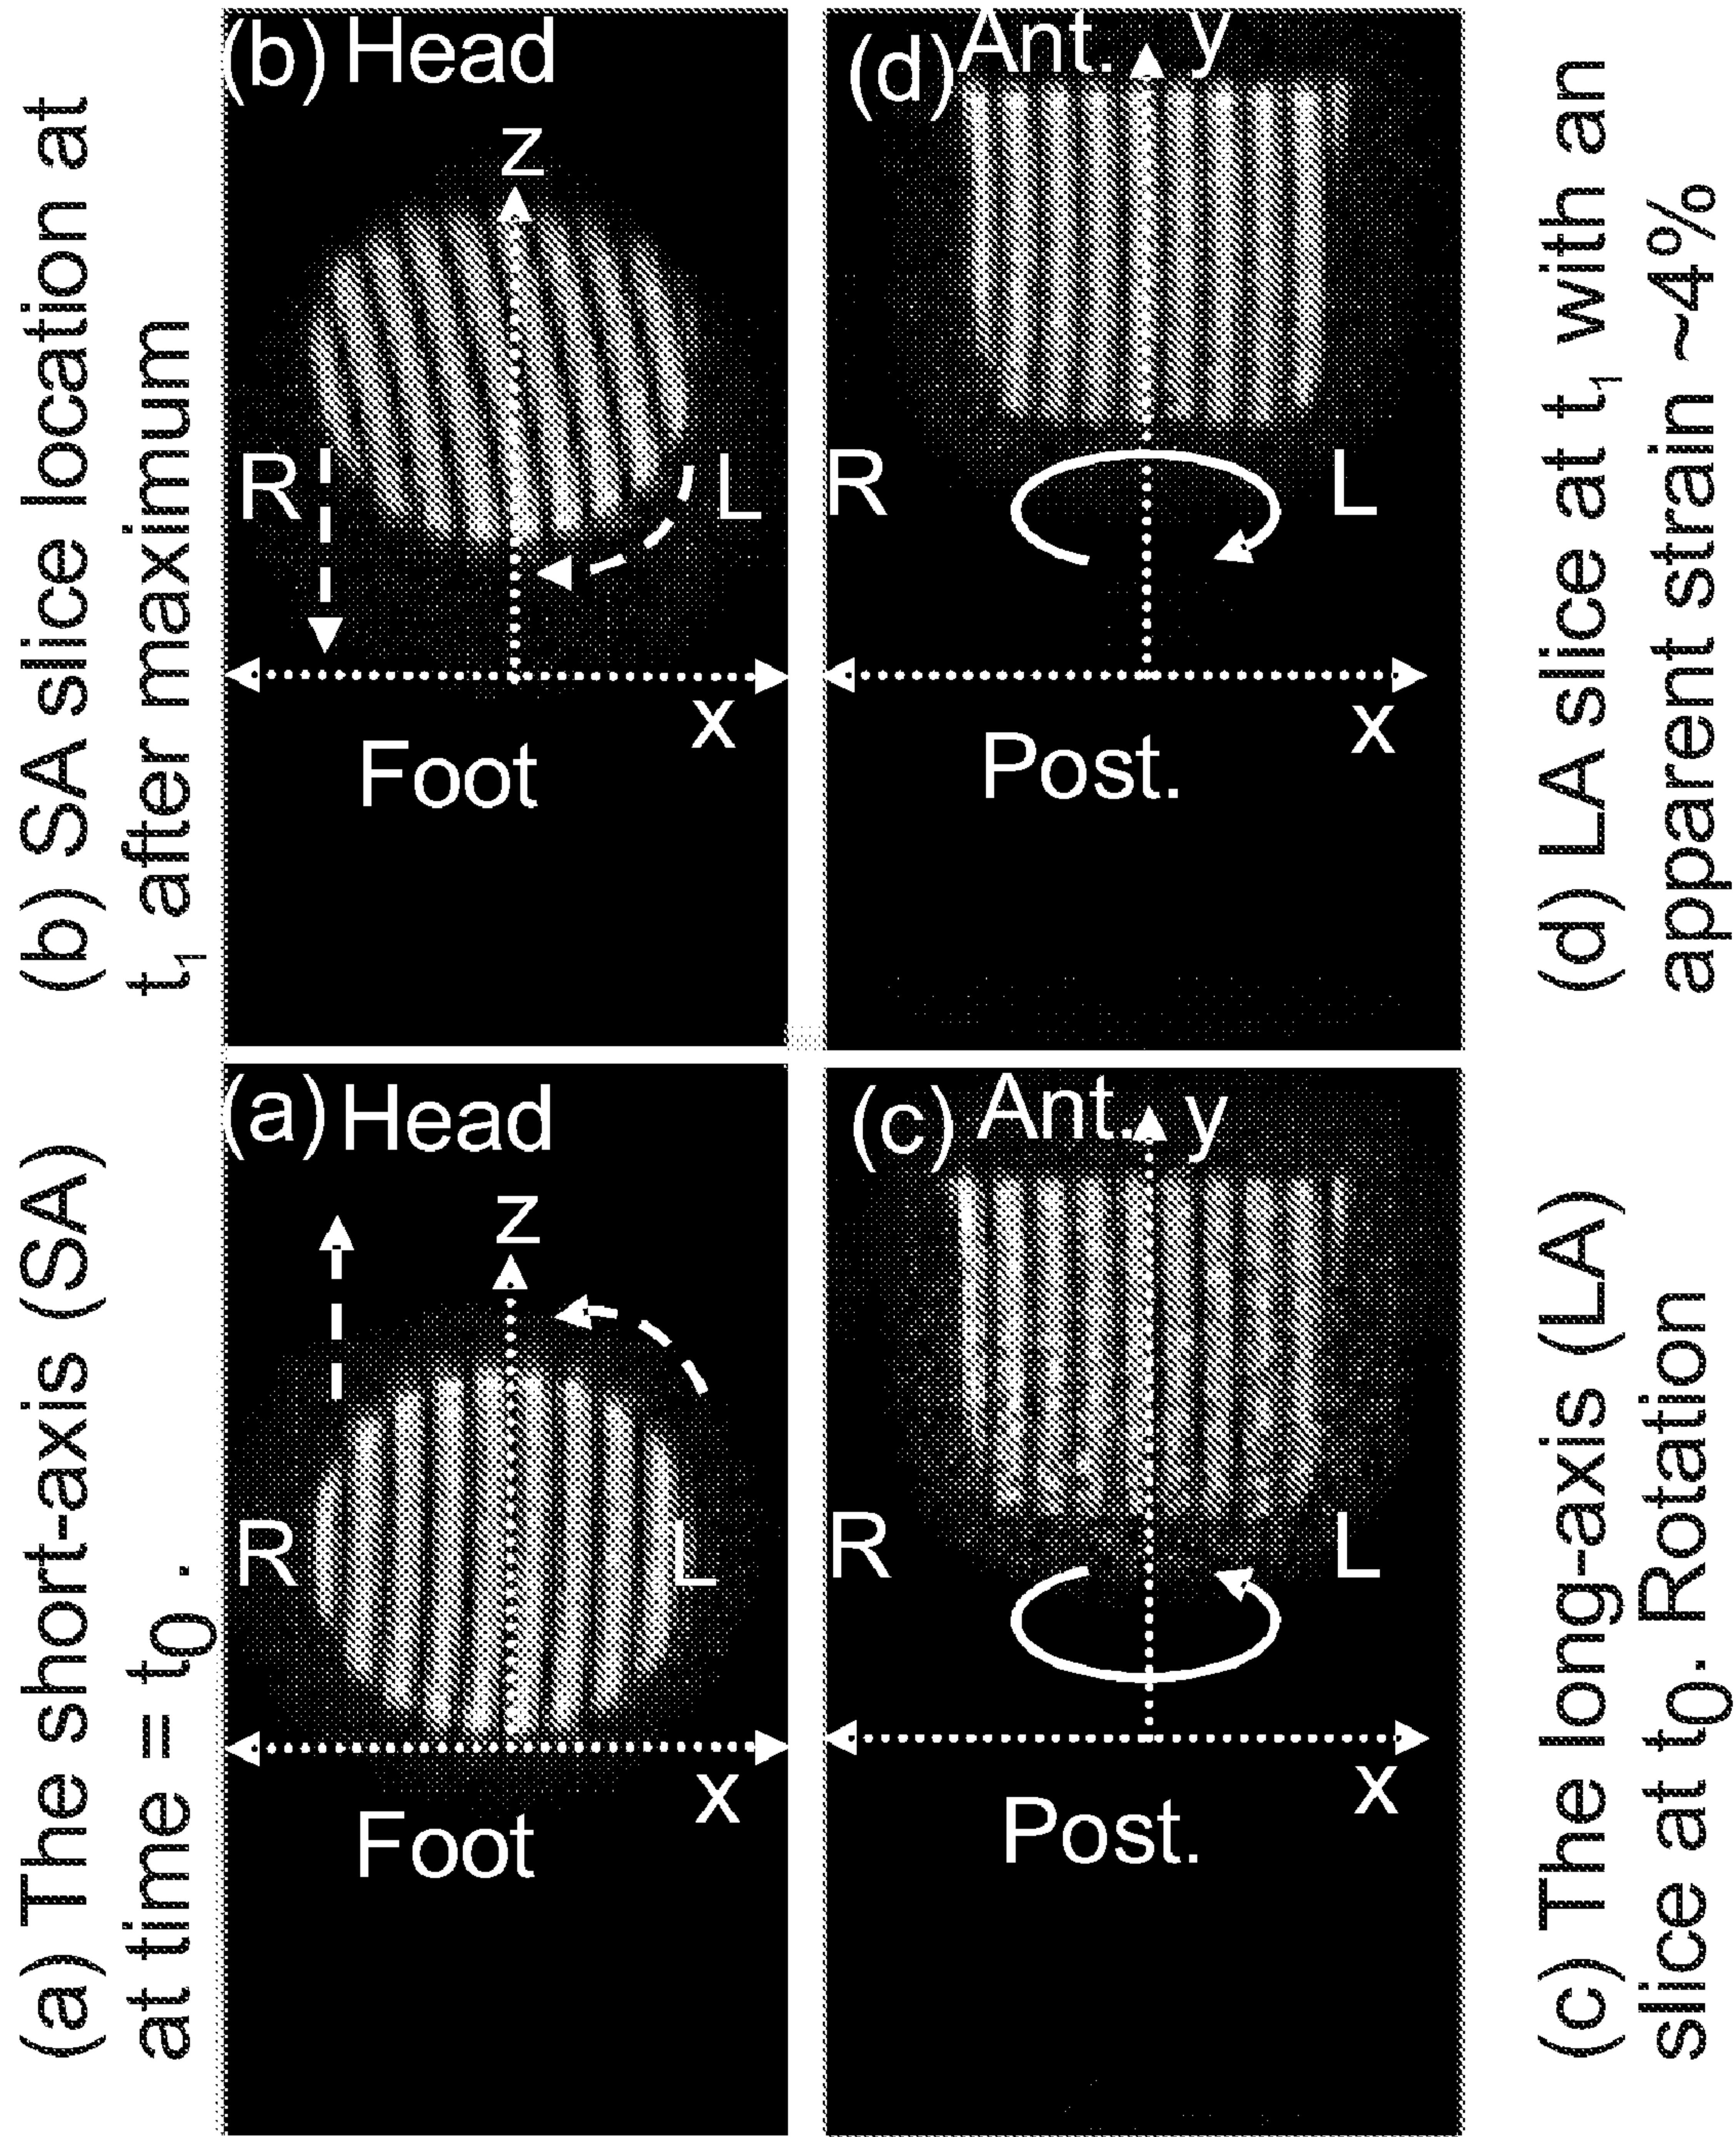 (b) SA slice location at
t₁ after maximum
(b) Head
z
R
L
x
Foot
(d) Ant. y
R
L
x
Post.
(d) LA slice at t₁ with an
apparent strain ~4%
(a) The short-axis (SA)
at time = t₀ .
(a) Head
z
R
L
x
Foot
(c) Ant. y
R
L
x
Post.
(c) The long-axis (LA)
slice at t₀. Rotation